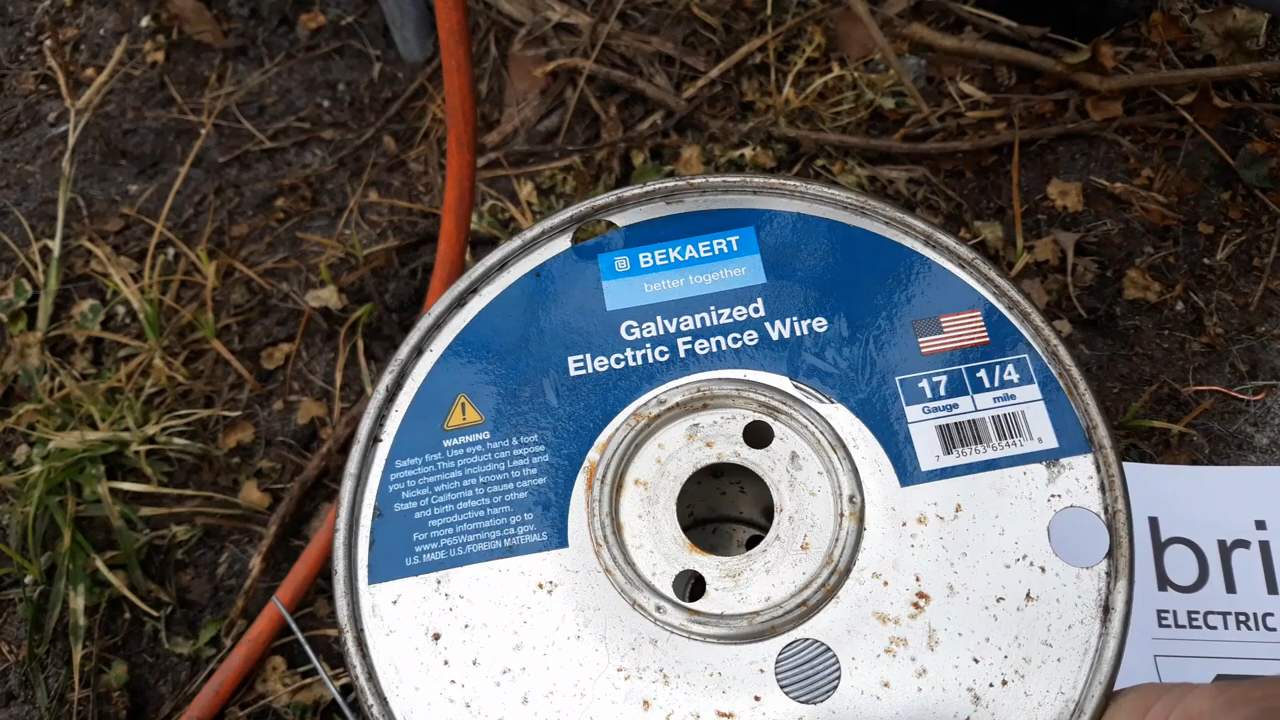 BEKAERT
better together
Galvanized
Electric Fence Wire
17
Gauge
1/4
mile
7 36763 65441 8
WARNING
Safety first. Use eye, hand & foot
protection.This product can expose
you to chemicals including Lead and
Nickel, which are known to the
State of California to cause cancer
and birth defects or other
reproductive harm.
For more information go to
www.P65Warnings.ca.gov.
U.S. MADE: U.S./FOREIGN MATERIALS
bri
ELECTRIC